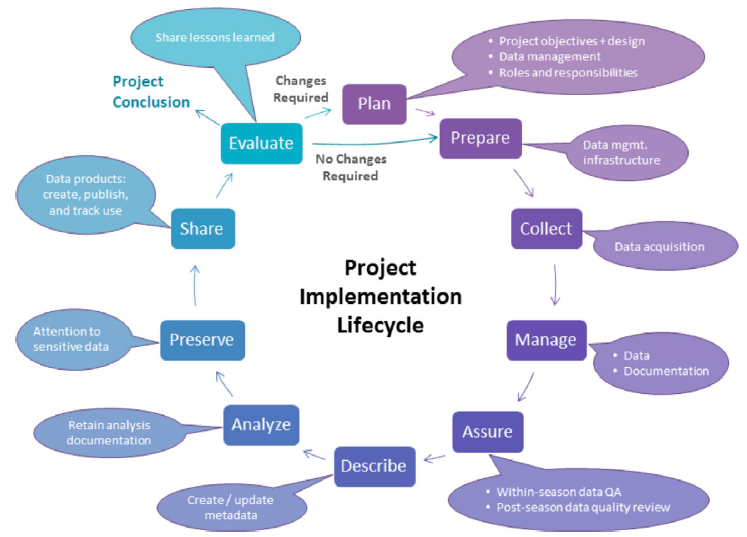 Share lessons learned
• Project objectives + design
• Data management
• Roles and responsibilities
Project
Conclusion
Changes
Required
Plan
Evaluate
Prepare
No Changes
Required
Data mgmt.
infrastructure
Data products:
create, publish,
and track use
Share
Collect
Data acquisition
Project
Implementation
Lifecycle
Attention to
sensitive data
Preserve
Manage
• Data
• Documentation
Retain analysis
documentation
Analyze
Assure
Describe
Create / update
metadata
• Within-season data QA
• Post-season data quality review